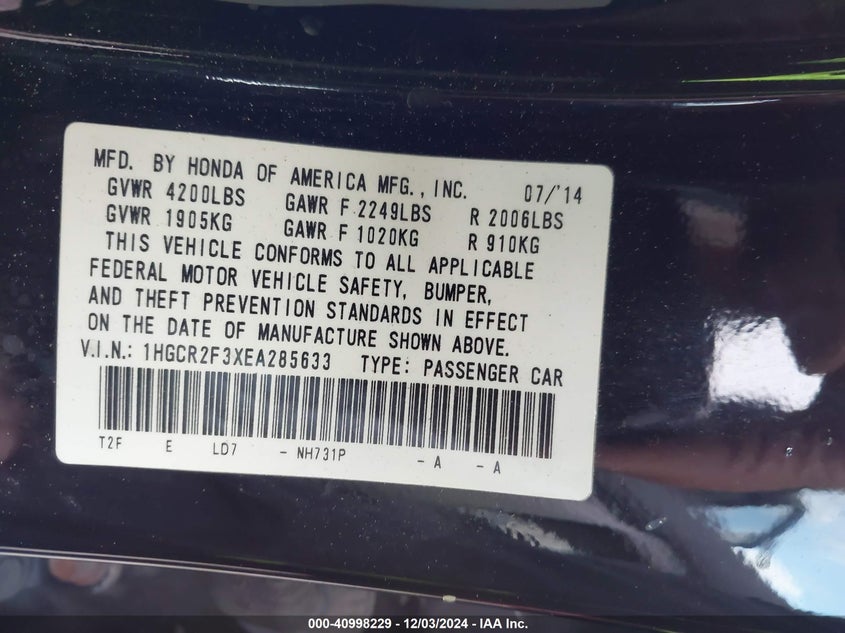 MFD. BY HONDA OF AMERICA MFG., INC. 07/'14
GVWR 4200LBS GAWR F 2249LBS R 2006LBS
GVWR 1905KG GAWR F 1020KG R 910KG
THIS VEHICLE CONFORMS TO ALL APPLICABLE
FEDERAL MOTOR VEHICLE SAFETY, BUMPER,
AND THEFT PREVENTION STANDARDS IN EFFECT
ON THE DATE OF MANUFACTURE SHOWN ABOVE.
V.I.N.: 1HGCR2F3XEA285633 TYPE: PASSENGER CAR
T2F E LD7 - NH731P - A - A
000-40998229 - 12/03/2024 - IAA Inc.